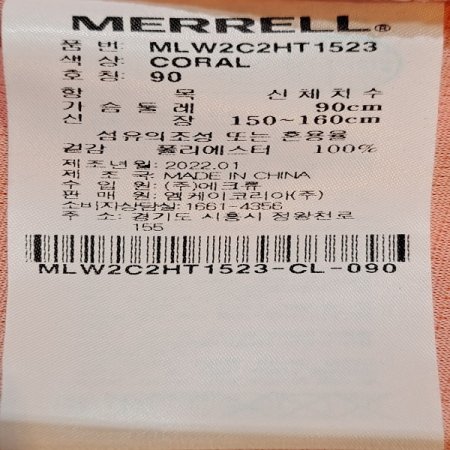 MERRELL®
품 번: MLW2C2HT1523
색 상: CORAL
호 칭: 90
항 목 신체치수
가 슴 둘 레 90cm
신 장 150~160cm
섬유의조성 또는 혼용율
겉감 폴리에스터 100%
제조년월: 2022.01
제 조 국: MADE IN CHINA
수 입 원: (주)에크류
판 매 원: 엠케이코리아(주)
소비자상담실: 1661-4356
주 소: 경기도 시흥시 정왕천로
155
MLW2C2HT1523-CL-090